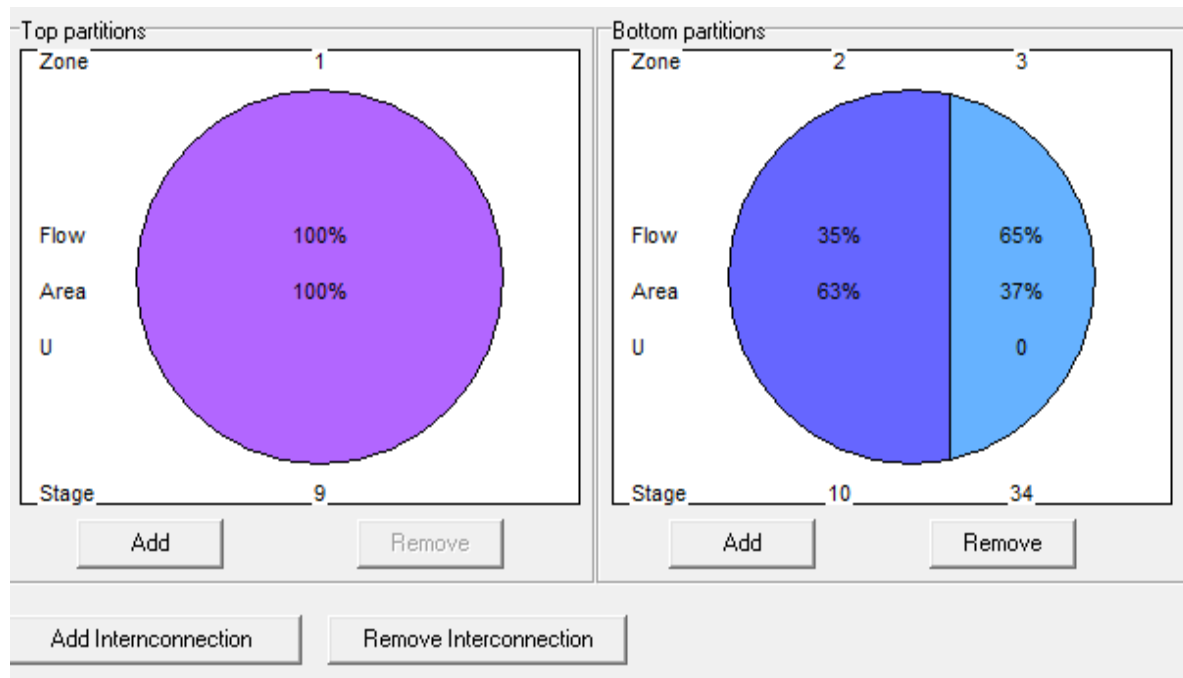 Top partitions
Zone 1
Flow 100%
Area 100%
U
Stage 9
Add Remove
Bottom partitions
Zone 2 3
Flow 35% 65%
Area 63% 37%
U 0
Stage 10 34
Add Remove
Add Internconnection Remove Interconnection